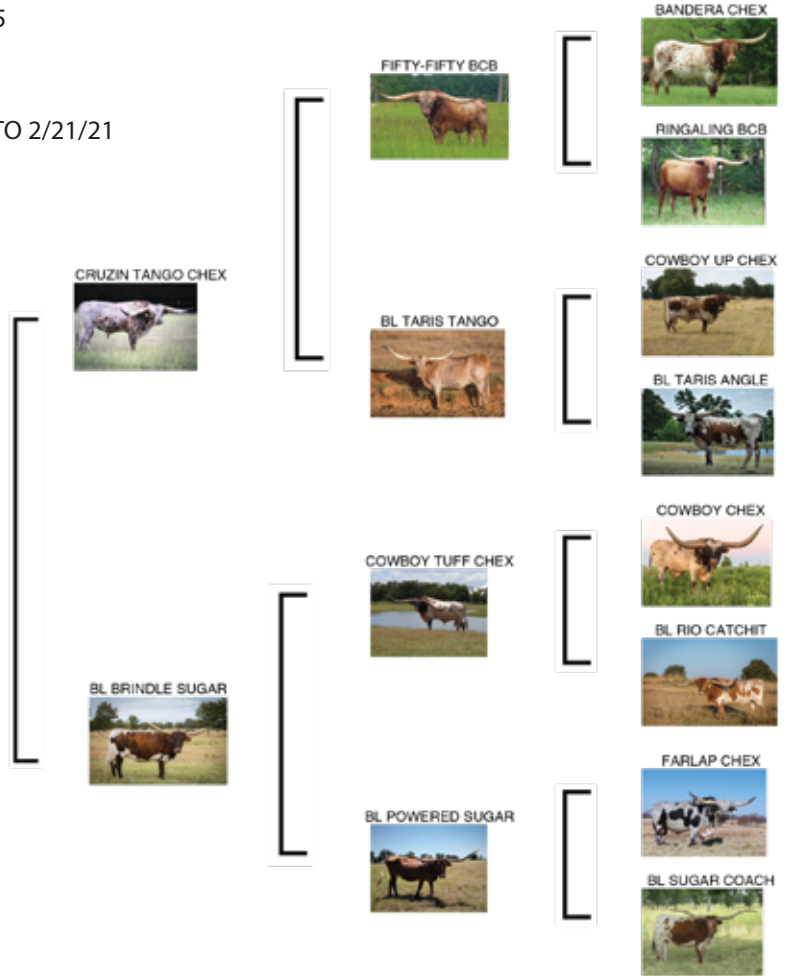 5
TO 2/21/21
BANDERA CHEX
FIFTY-FIFTY BCB
RINGALING BCB
CRUZIN TANGO CHEX
COWBOY UP CHEX
BL TARIS TANGO
BL TARIS ANGLE
COWBOY CHEX
COWBOY TUFF CHEX
BL RIO CATCHIT
BL BRINDLE SUGAR
FARLAP CHEX
BL POWERED SUGAR
BL SUGAR COACH